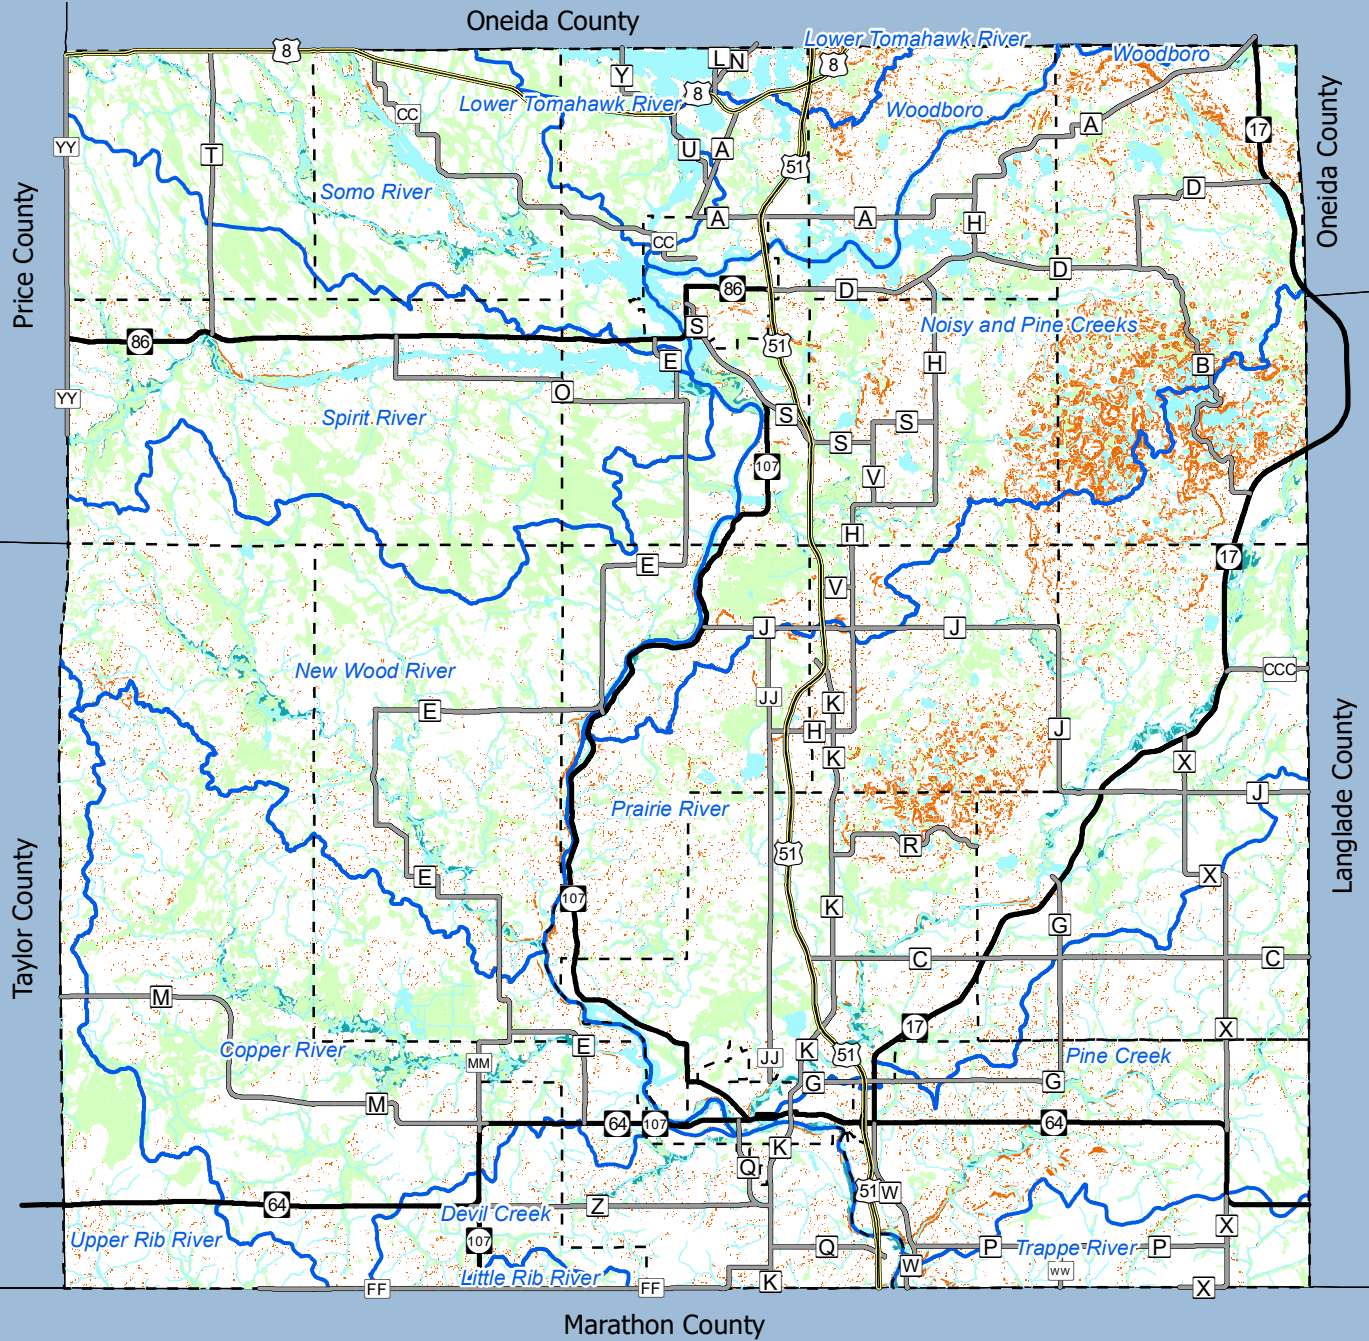 Oneida County
8
Y
L
N
Lower Tomahawk River
8
Woodboro
8
Lower Tomahawk River
Woodboro
CC
A
17
Oneida County
YY
T
U
A
51
Price County
Somo River
D
A
A
H
CC
D
86
D
S
Noisy and Pine Creeks
86
51
E
H
B
YY
O
Spirit River
S
S
S
107
V
H
E
17
V
J
J
New Wood River
CCC
JJ
K
E
H
J
K
X
Langlade County
Prairie River
J
R
51
E
X
Taylor County
107
K
G
C
C
M
17
X
Copper River
E
K
51
Pine Creek
MM
JJ
G
G
M
64
107
64
K
Q
51
W
64
Z
Devil Creek
X
Upper Rib River
107
Q
P
Trappe River
P
W
WW
Little Rib River
FF
FF
K
X
Marathon County